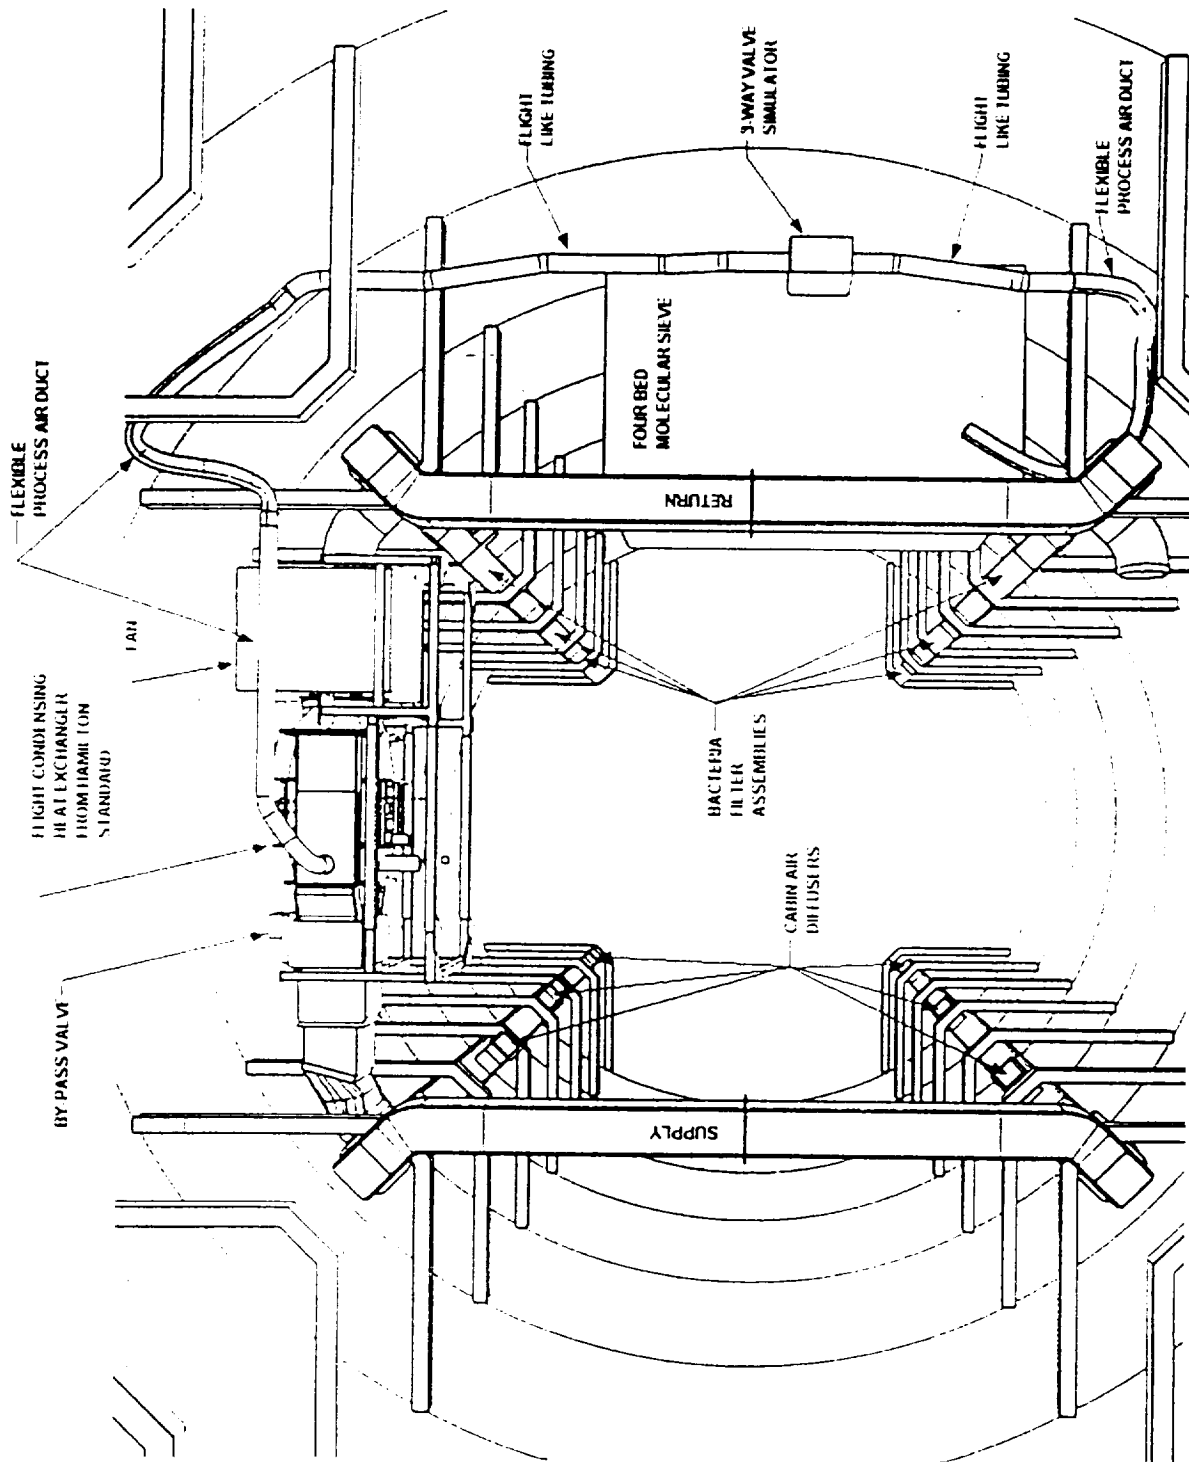 FLEXIBLE
PROCESS AIR DUCT
FAN
FLIGHT CONDENSING
HEAT EXCHANGER
FROM HAMILTON
STANDARD
BY-PASS VALVE
FLIGHT
LIKE TUBING
3-WAY VALVE
SIMULATOR
FLIGHT
LIKE TUBING
FLEXIBLE
PROCESS AIR DUCT
FOUR BED
MOLECULAR SIEVE
RETURN
BACTERIA
FILTER
ASSEMBLIES
CABIN AIR
DIFFUSERS
SUPPLY